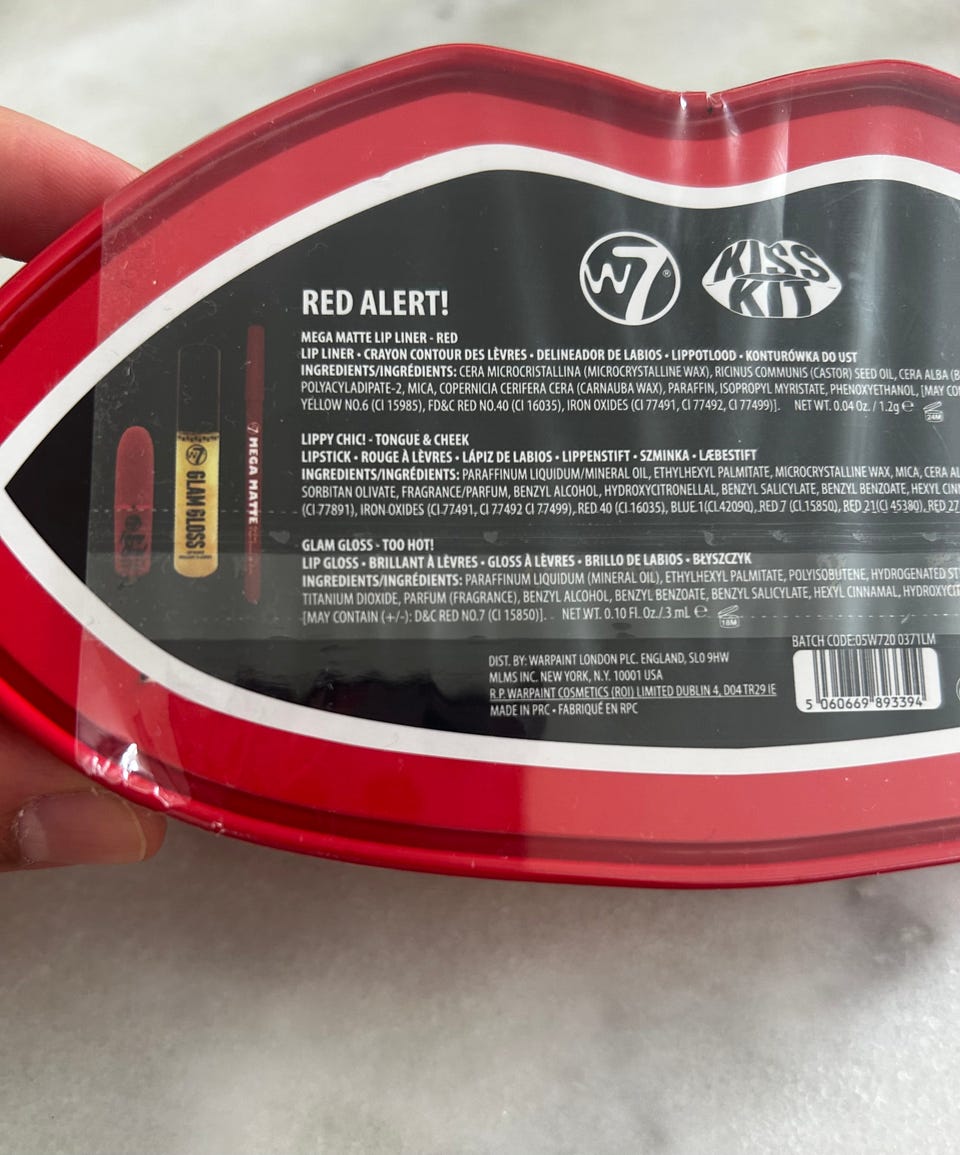 W7®
KISS
KIT
RED ALERT!
MEGA MATTE LIP LINER - RED
LIP LINER • CRAYON CONTOUR DES LÈVRES • DELINEADOR DE LABIOS • LIPPOTLOOD • KONTURÓWKA DO UST
INGREDIENTS/INGRÉDIENTS: CERA MICROCRISTALLINA (MICROCRYSTALLINE WAX), RICINUS COMMUNIS (CASTOR) SEED OIL, CERA ALBA (B
POLYACYLADIPATE-2, MICA, COPERNICIA CERIFERA CERA (CARNAUBA WAX), PARAFFIN, ISOPROPYL MYRISTATE, PHENOXYETHANOL, [MAY CO
YELLOW NO.6 (CI 15985), FD&C RED NO.40 (CI 16035), IRON OXIDES (CI 77491, CI 77492, CI 77499)]. NET WT. 0.04 Oz. / 1.2g ℮ 24M
LIPPY CHIC! - TONGUE & CHEEK
LIPSTICK • ROUGE À LÈVRES • LÁPIZ DE LABIOS • LIPPENSTIFT • SZMINKA • LÆBESTIFT
INGREDIENTS/INGRÉDIENTS: PARAFFINUM LIQUIDUM/MINERAL OIL, ETHYLHEXYL PALMITATE, MICROCRYSTALLINE WAX, MICA, CERA AL
SORBITAN OLIVATE, FRAGRANCE/PARFUM, BENZYL ALCOHOL, HYDROXYCITRONELLAL, BENZYL SALICYLATE, BENZYL BENZOATE, HEXYL CIN
(CI 77891), IRON OXIDES (CI.77491, CI 77492 CI 77499), RED 40 (CI 16035), BLUE 1(CI.42090), RED 7 (CI.15850), RED 21(CI 45380), RED 27
GLAM GLOSS - TOO HOT!
LIP GLOSS • BRILLANT À LÈVRES • GLOSS À LÈVRES • BRILLO DE LABIOS • BŁYSZCZYK
INGREDIENTS/INGRÉDIENTS: PARAFFINUM LIQUIDUM (MINERAL OIL), ETHYLHEXYL PALMITATE, POLYISOBUTENE, HYDROGENATED ST
TITANIUM DIOXIDE, PARFUM (FRAGRANCE), BENZYL ALCOHOL, BENZYL BENZOATE, BENZYL SALICYLATE, HEXYL CINNAMAL, HYDROXYCIT
[MAY CONTAIN (+/-): D&C RED NO.7 (CI 15850)]. NET WT. 0.10 Fl. Oz./ 3 mL ℮ 18M
W7 GLAM GLOSS
W7 MEGA MATTE
DIST. BY: WARPAINT LONDON PLC. ENGLAND, SL0 9HW
MLMS INC. NEW YORK, N.Y. 10001 USA
R.P. WARPAINT COSMETICS (ROI) LIMITED DUBLIN 4, D04 TR29 IE
MADE IN PRC • FABRIQUÉ EN RPC
BATCH CODE:05W720 0371LM
5 060669 893394